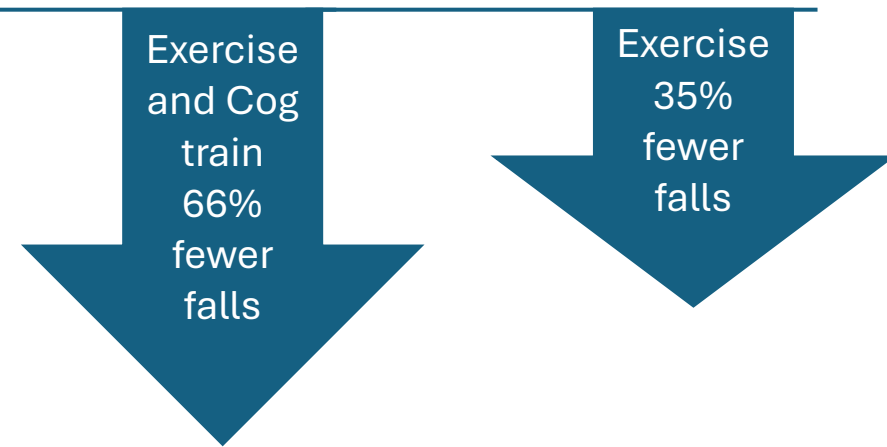 Exercise
and Cog
train
66%
fewer
falls
Exercise
35%
fewer
falls